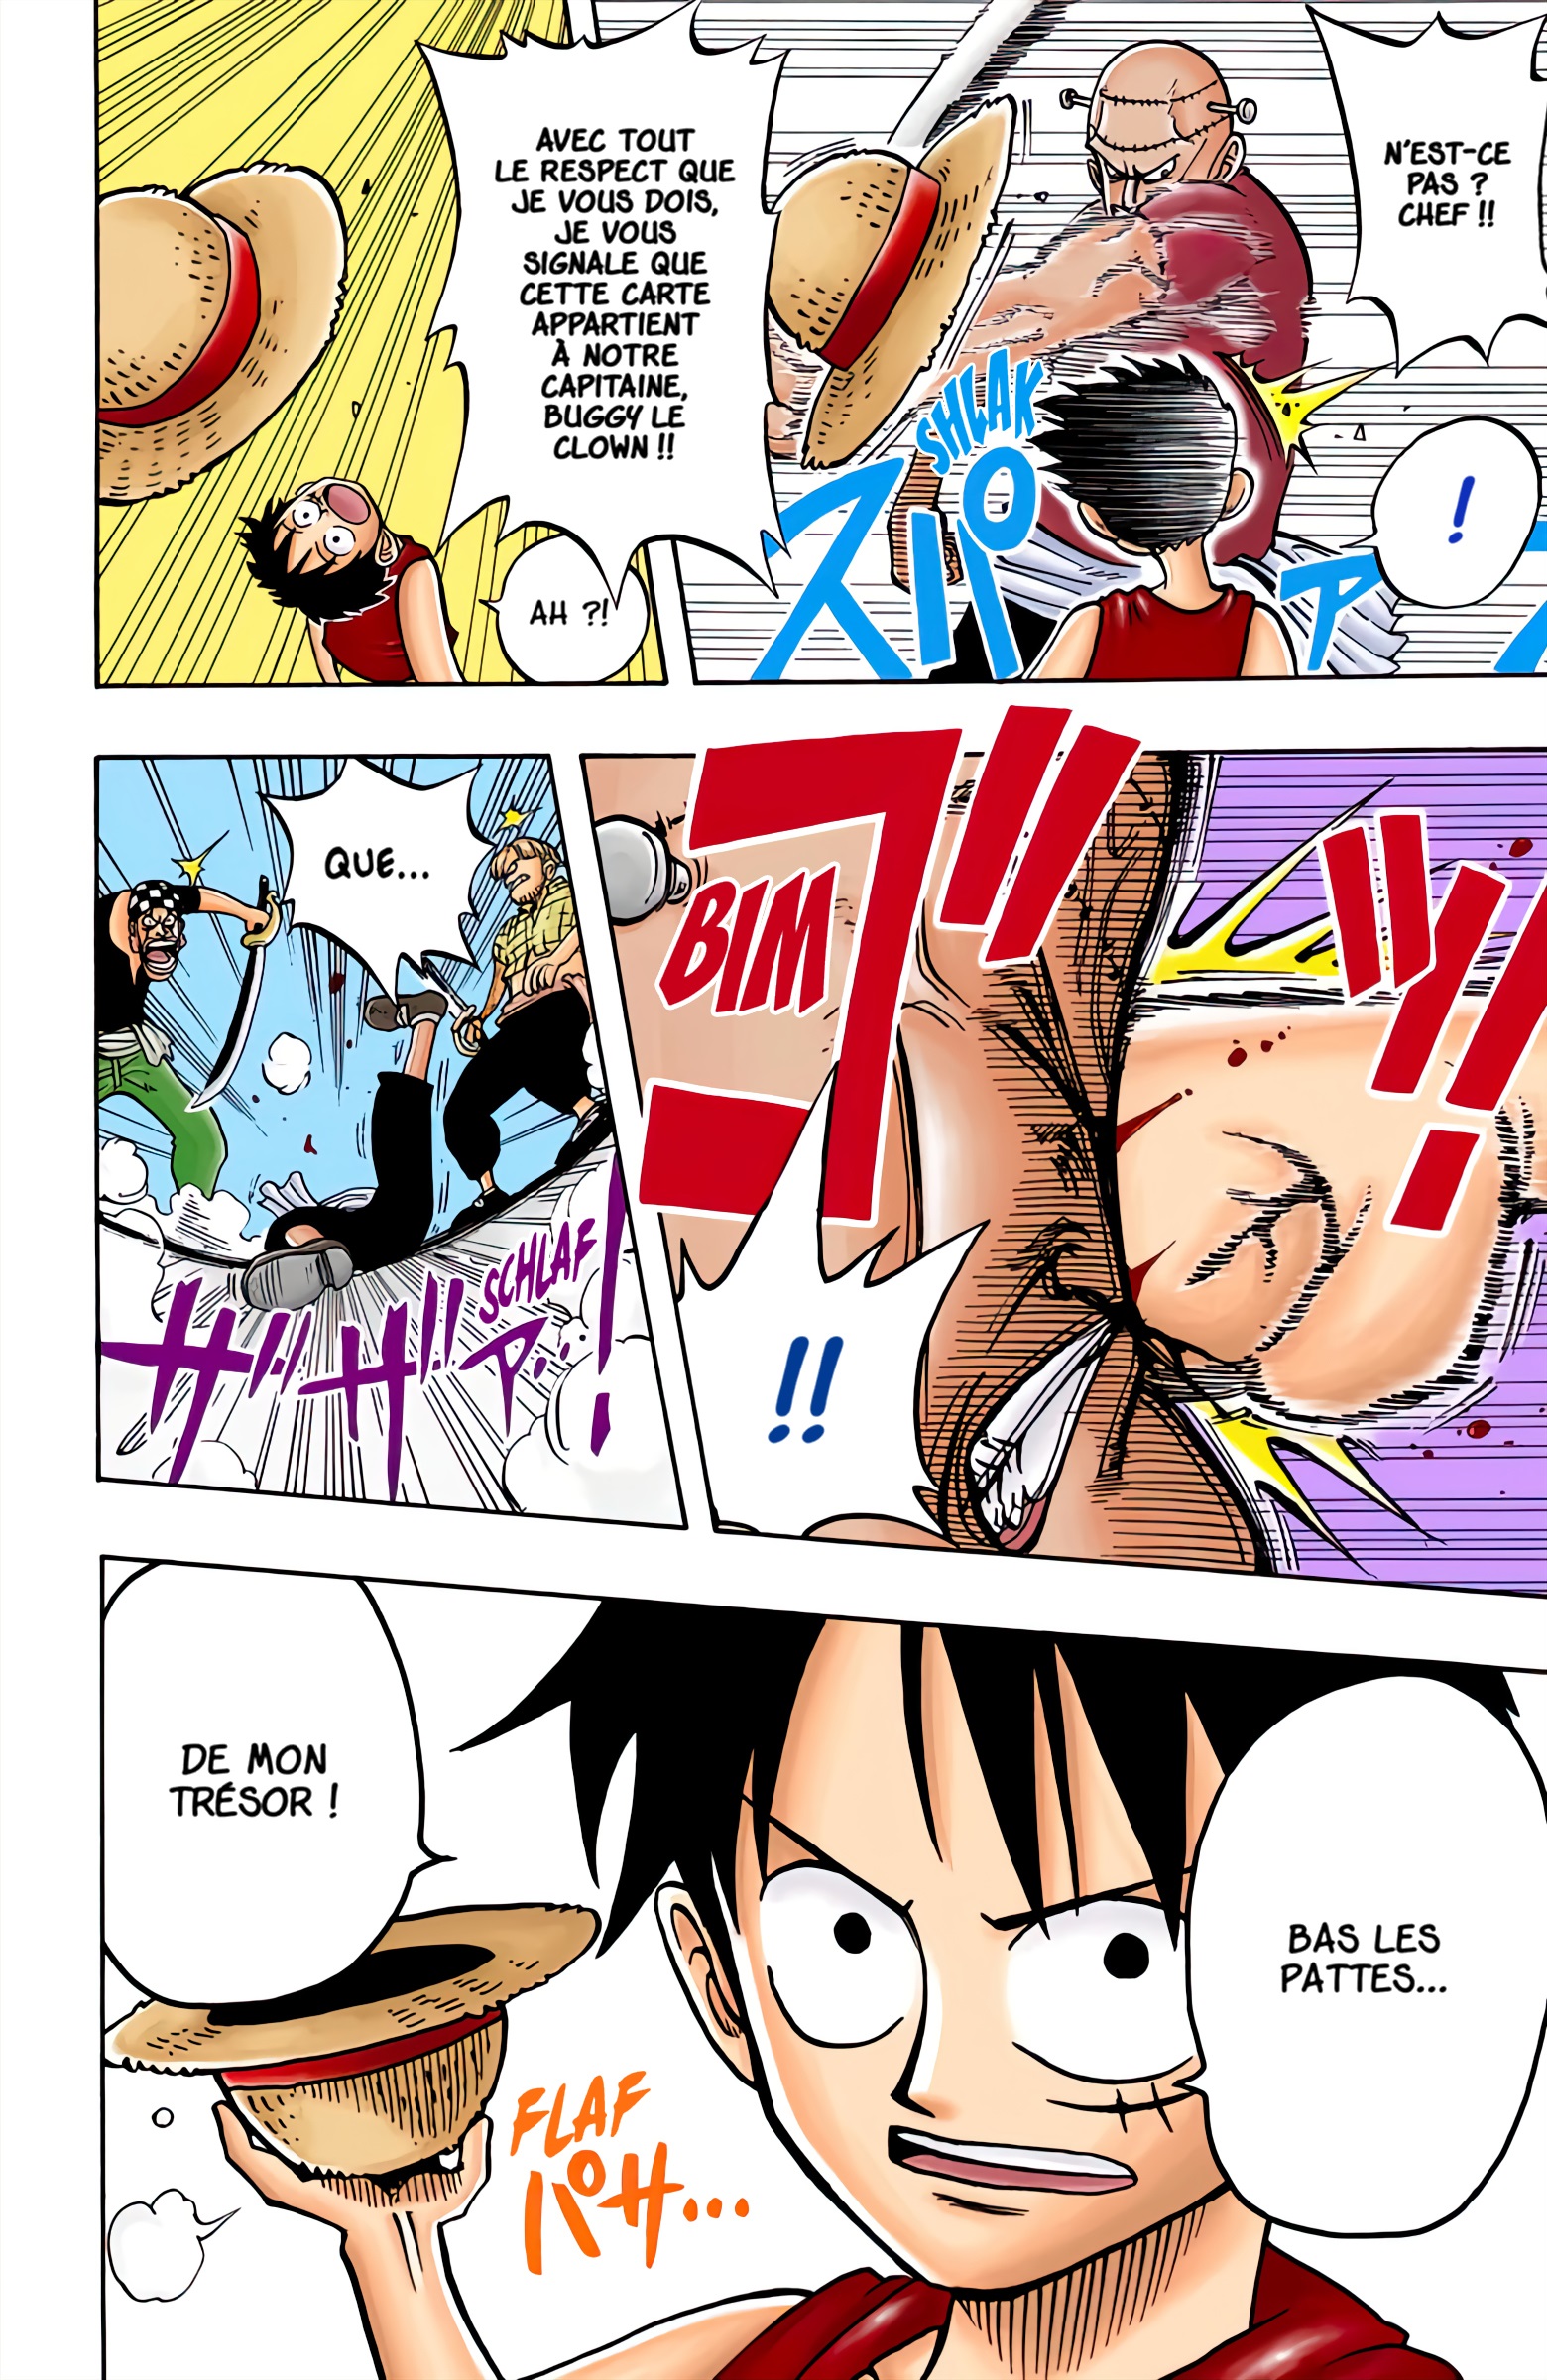 N'EST-CE
PAS ?
CHEF !!
!
SHLAK
スパ
ア
AVEC TOUT
LE RESPECT QUE
JE VOUS DOIS,
JE VOUS
SIGNALE QUE
CETTE CARTE
APPARTIENT
À NOTRE
CAPITAINE,
BUGGY LE
CLOWN !!
AH ?!
BIM
!!
QUE...
SCHLAF
BAS LES
PATTES...
DE MON
TRÉSOR !
FLAF
パサ...